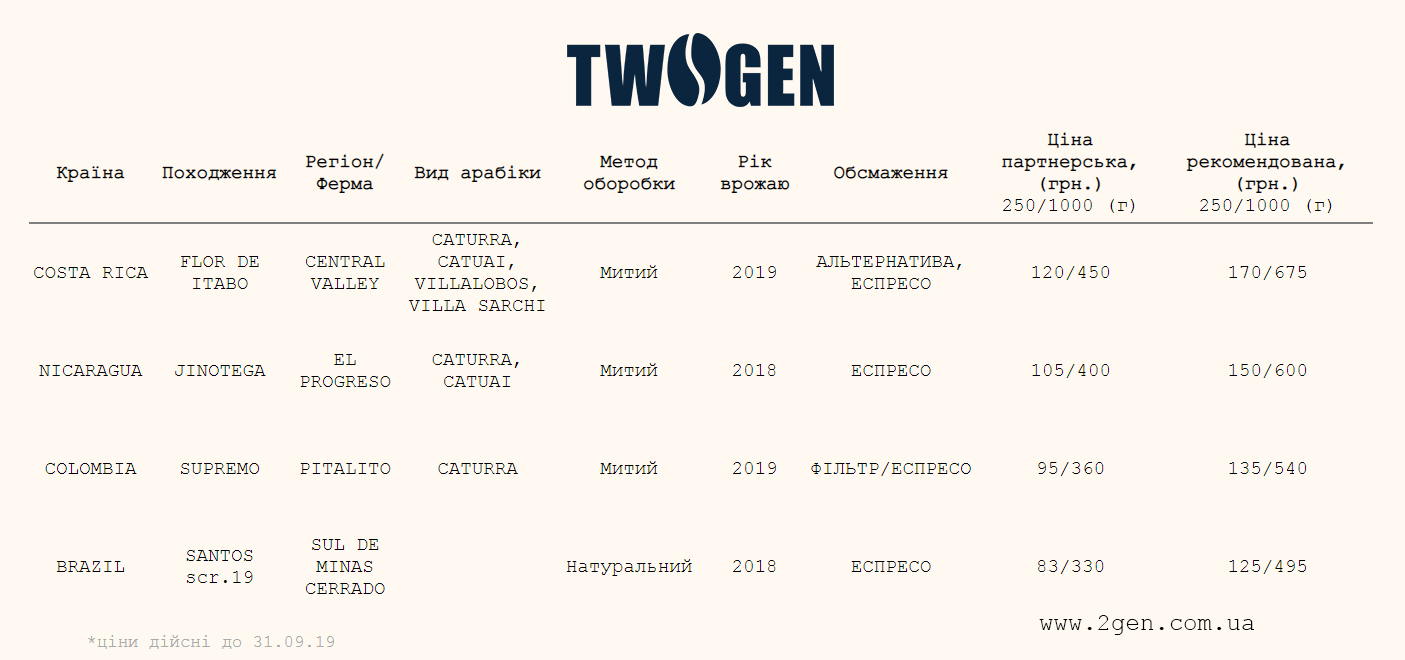 TWOGEN
Країна Походження Регіон/ Ферма Вид арабіки Метод оборобки Рік врожаю Обсмаження Ціна партнерська, (грн.) 250/1000 (г) Ціна рекомендована, (грн.) 250/1000 (г)
COSTA RICA FLOR DE ITABO CENTRAL VALLEY CATURRA, CATUAI, VILLALOBOS, VILLA SARCHI Митий 2019 АЛЬТЕРНАТИВА, ЕСПРЕСО 120/450 170/675
NICARAGUA JINOTEGA EL PROGRESO CATURRA, CATUAI Митий 2018 ЕСПРЕСО 105/400 150/600
COLOMBIA SUPREMO PITALITO CATURRA Митий 2019 ФІЛЬТР/ЕСПРЕСО 95/360 135/540
BRAZIL SANTOS scr.19 SUL DE MINAS CERRADO Натуральний 2018 ЕСПРЕСО 83/330 125/495
www.2gen.com.ua
*ціни дійсні до 31.09.19